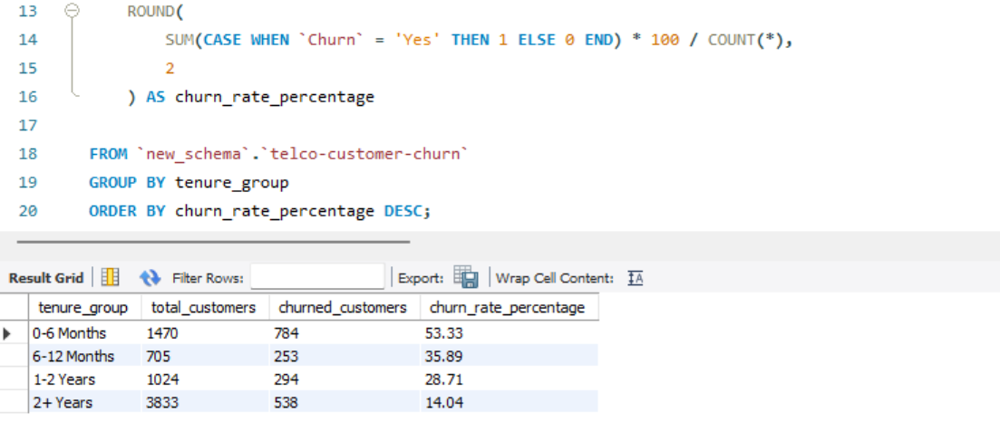 13 ROUND(
14 SUM(CASE WHEN `Churn` = 'Yes' THEN 1 ELSE 0 END) * 100 / COUNT(*),
15 2
16 ) AS churn_rate_percentage
17
18 FROM `new_schema`.`telco-customer-churn`
19 GROUP BY tenure_group
20 ORDER BY churn_rate_percentage DESC;
Result Grid Filter Rows: Export: Wrap Cell Content: IA
tenure_group total_customers churned_customers churn_rate_percentage
0-6 Months 1470 784 53.33
6-12 Months 705 253 35.89
1-2 Years 1024 294 28.71
2+ Years 3833 538 14.04